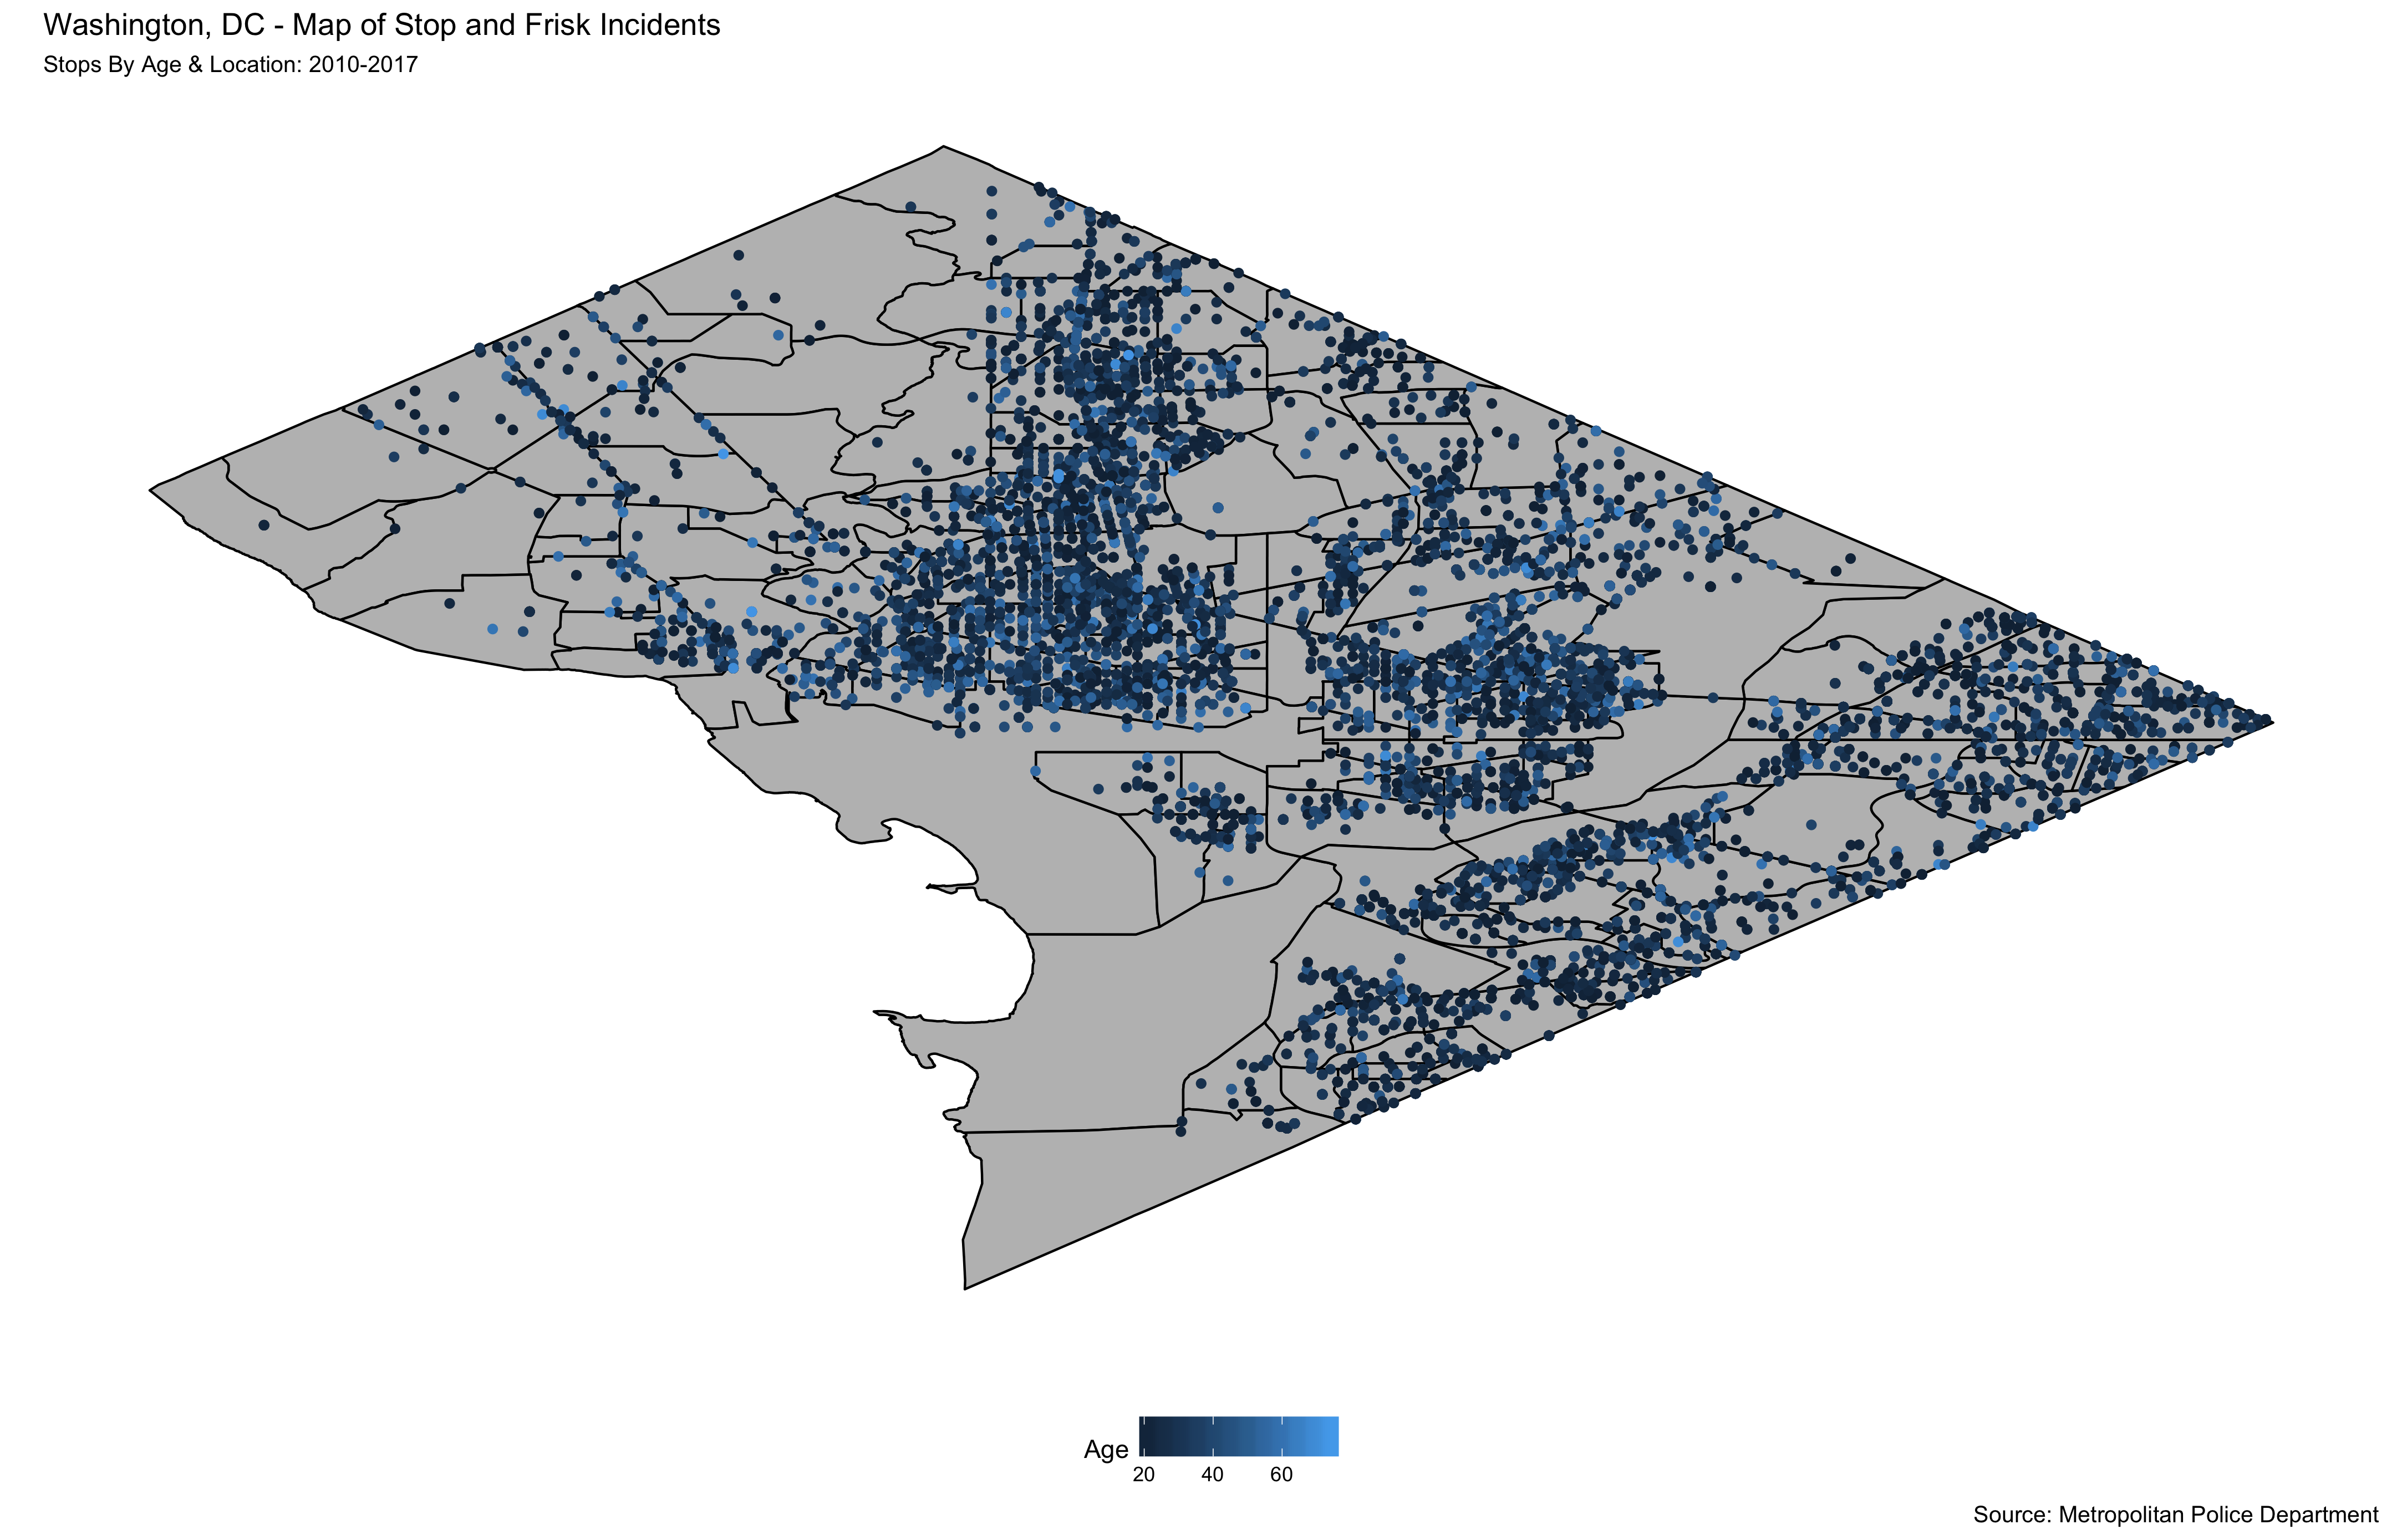 Washington, DC - Map of Stop and Frisk Incidents
Stops By Age & Location: 2010-2017
Age
20 40 60
Source: Metropolitan Police Department